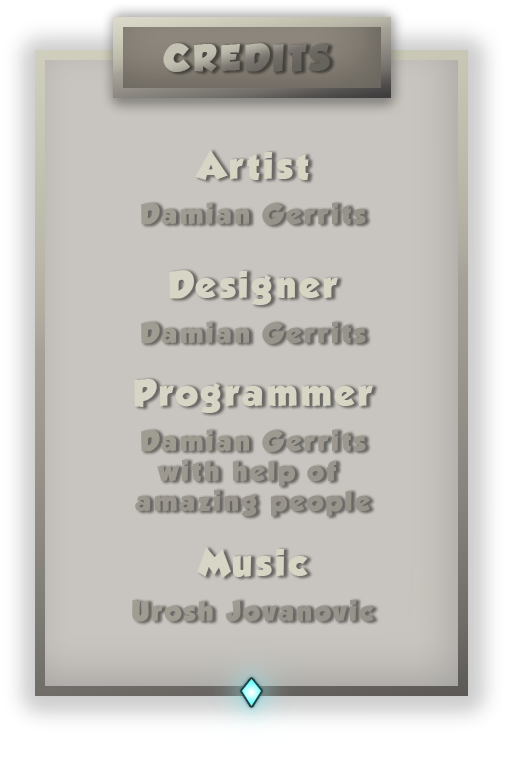 CREDITS
Artist
Damian Gerrits
Designer
Damian Gerrits
Programmer
Damian Gerrits
with help of
amazing people
Music
Urosh Jovanovic